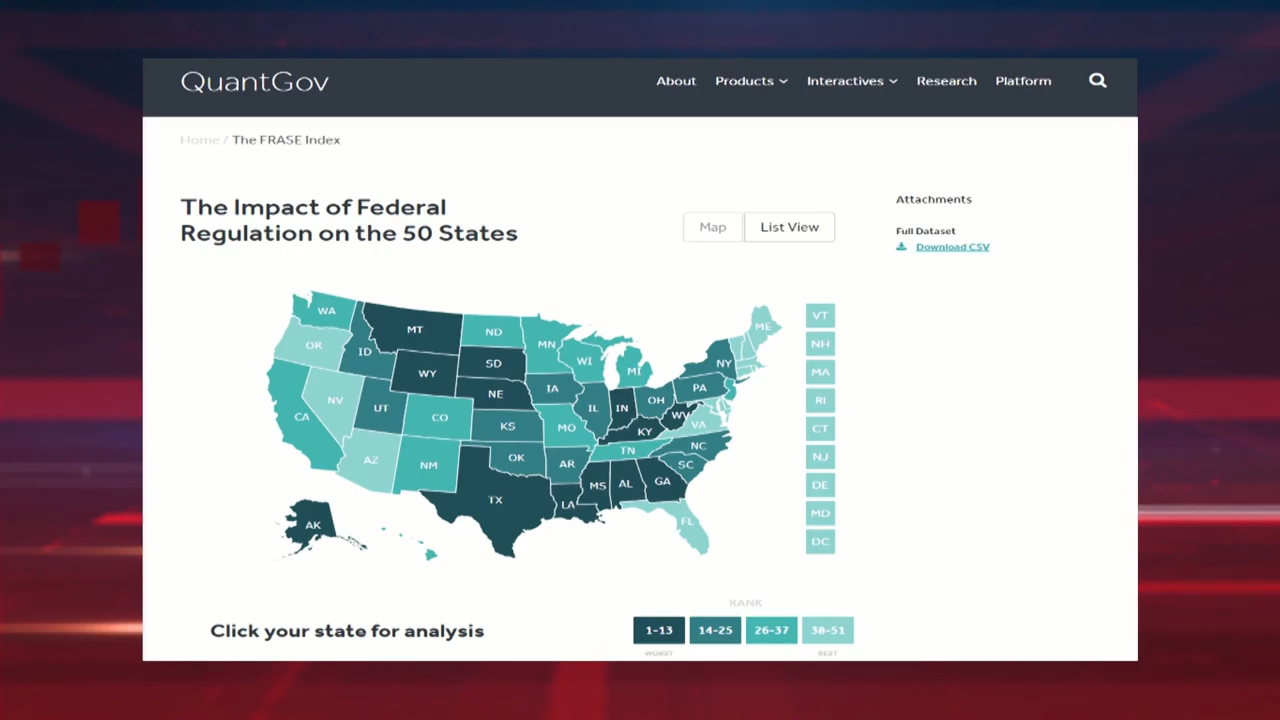 QuantGov
About Products Interactives Research Platform
Home / The FRASE Index
The Impact of Federal
Regulation on the 50 States
Map List View
Attachments
Full Dataset
Download CSV
WA
MT
ND
MN
ME
VT
OR
ID
SD
WI
MI
NY
NH
WY
NE
IA
PA
MA
NV
UT
CO
IL
IN
OH
RI
CA
KS
MO
KY
WV
VA
CT
AZ
NM
OK
AR
TN
NC
NJ
TX
LA
MS
AL
GA
SC
DE
AK
FL
MD
DC
RANK
Click your state for analysis
1-13 14-25 26-37 38-51
WORST BEST